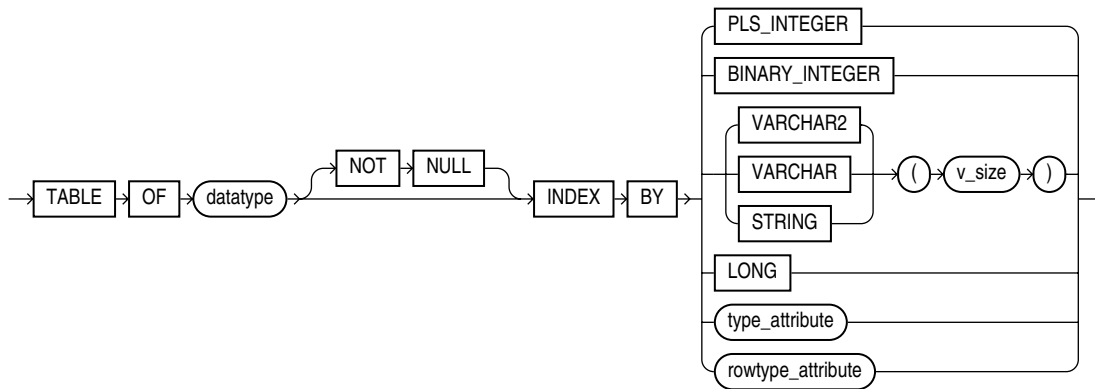 PLS_INTEGER
BINARY_INTEGER
VARCHAR2
NOT NULL VARCHAR ( v_size )
TABLE OF datatype INDEX BY STRING
LONG
type_attribute
rowtype_attribute